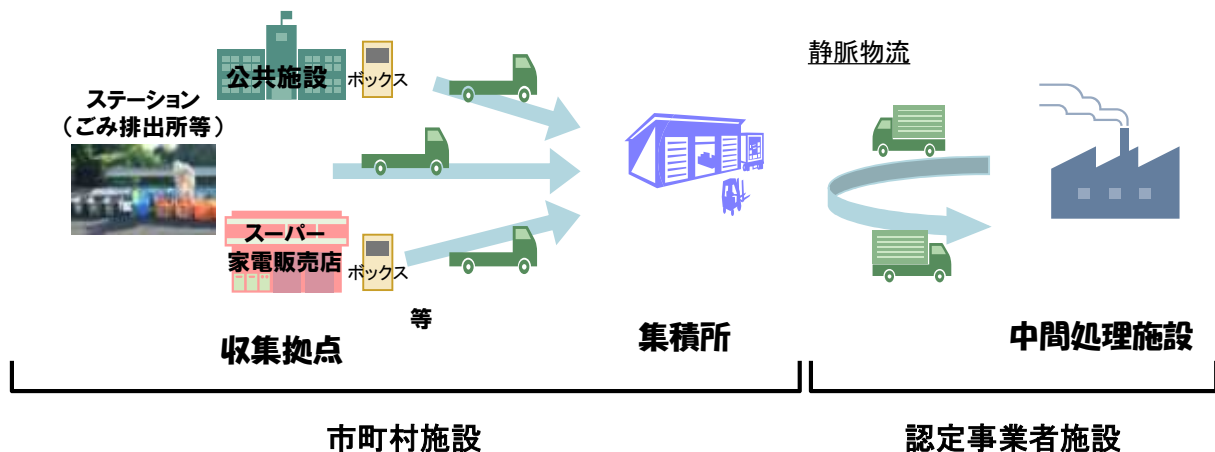 静脈物流
公共施設
ボックス
ステーション
（ごみ排出所等）
スーパー
家電販売店
ボックス
等
収集拠点
集積所
中間処理施設
市町村施設
認定事業者施設